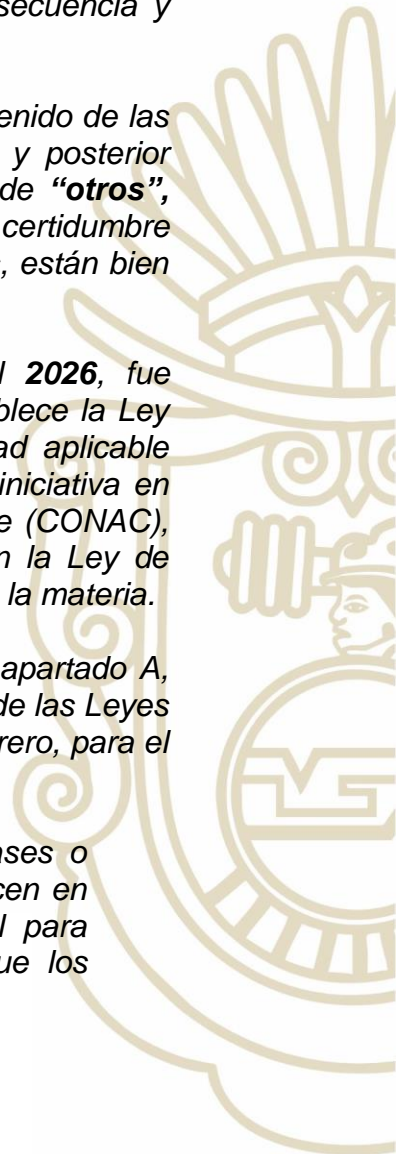 secuencia y
enido de las
y posterior
de “otros”,
certidumbre
, están bien
2026, fue
blece la Ley
ad aplicable
iniciativa en
e (CONAC),
n la Ley de
la materia.
apartado A,
de las Leyes
rero, para el
ases o
cen en
l para
ue los